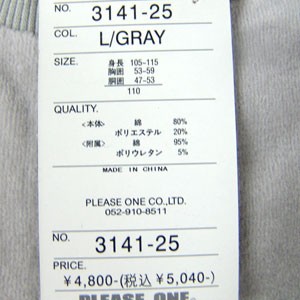 NO. 3141-25
COL. L/GRAY
SIZE.
身長 105-115
胸囲 53-59
胴囲 47-53
110
QUALITY.
<本体> 綿 80%
ポリエステル 20%
<附属> 綿 95%
ポリウレタン 5%
MADE IN CHINA
PLEASE ONE CO.,LTD.
052-910-8511
NO. 3141-25
PRICE.
¥4,800-(税込¥5,040-)
PLEASE ONE.